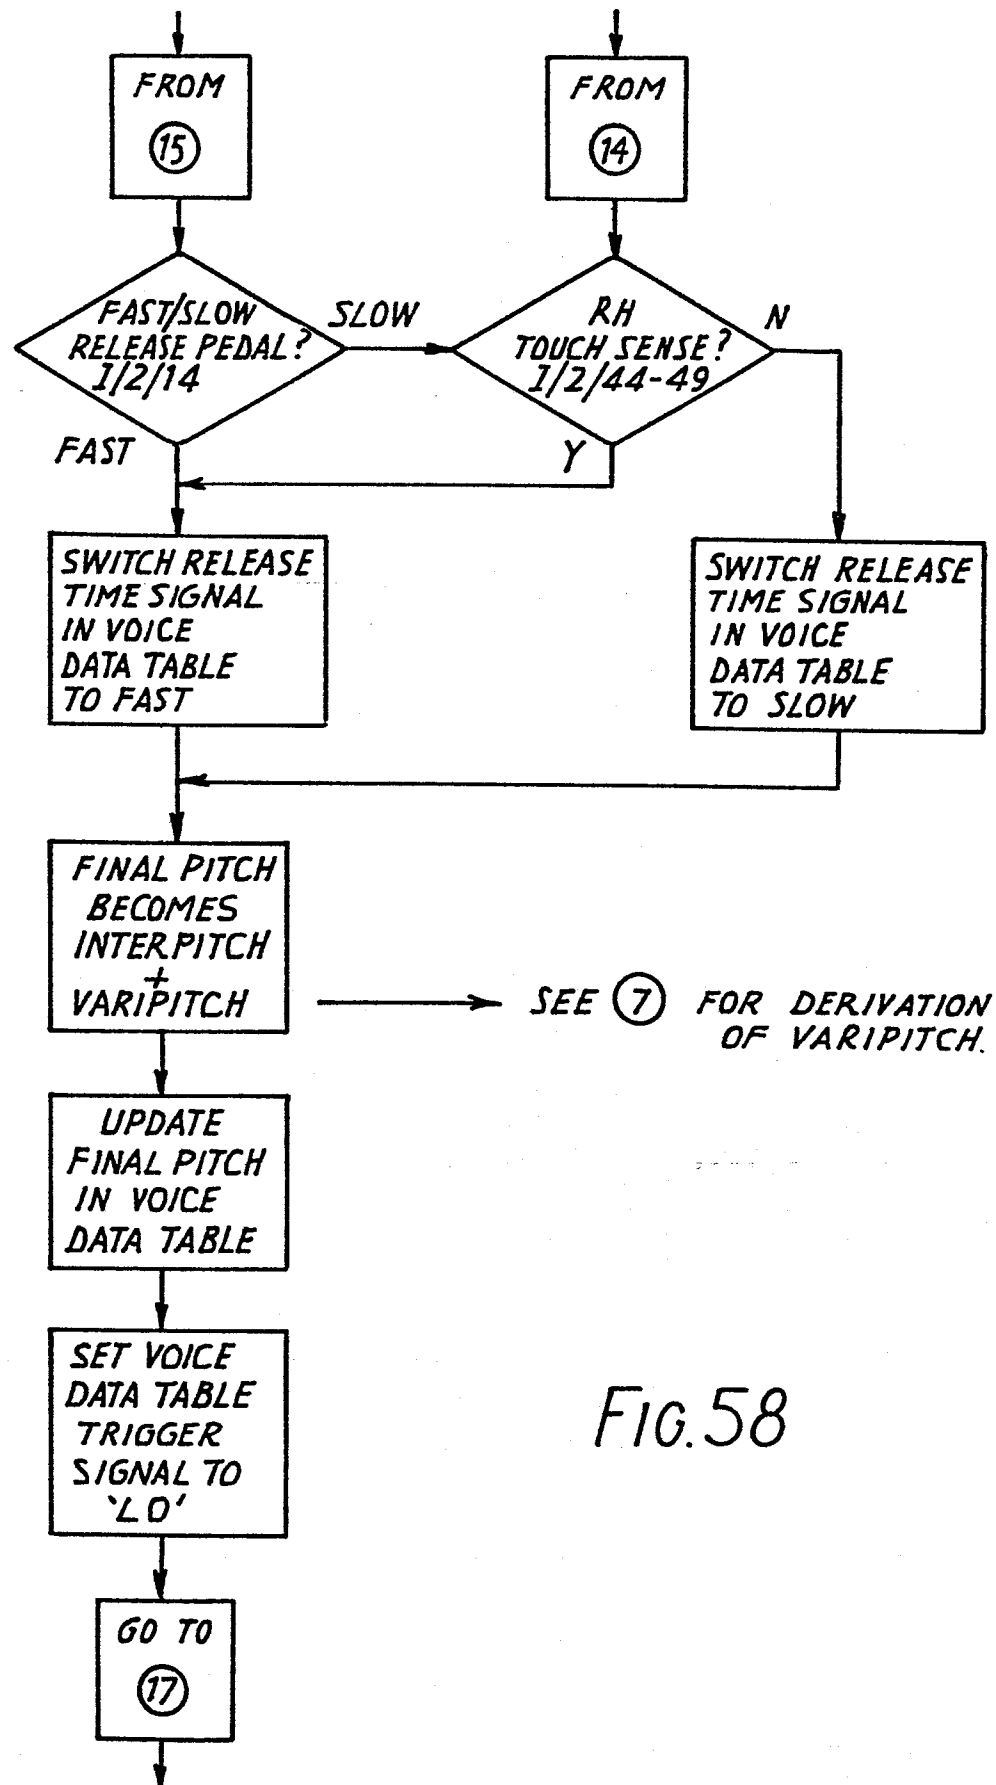 FROM
15
FROM
14
FAST/SLOW
RELEASE PEDAL?
I/2/14
SLOW
FAST
RH
TOUCH SENSE?
I/2/44-49
N
Y
SWITCH RELEASE
TIME SIGNAL
IN VOICE
DATA TABLE
TO FAST
SWITCH RELEASE
TIME SIGNAL
IN VOICE
DATA TABLE
TO SLOW
FINAL PITCH
BECOMES
INTERPITCH
+
VARIPITCH
SEE 7 FOR DERIVATION
OF VARIPITCH.
UPDATE
FINAL PITCH
IN VOICE
DATA TABLE
SET VOICE
DATA TABLE
TRIGGER
SIGNAL TO
'LO'
FIG.58
GO TO
17